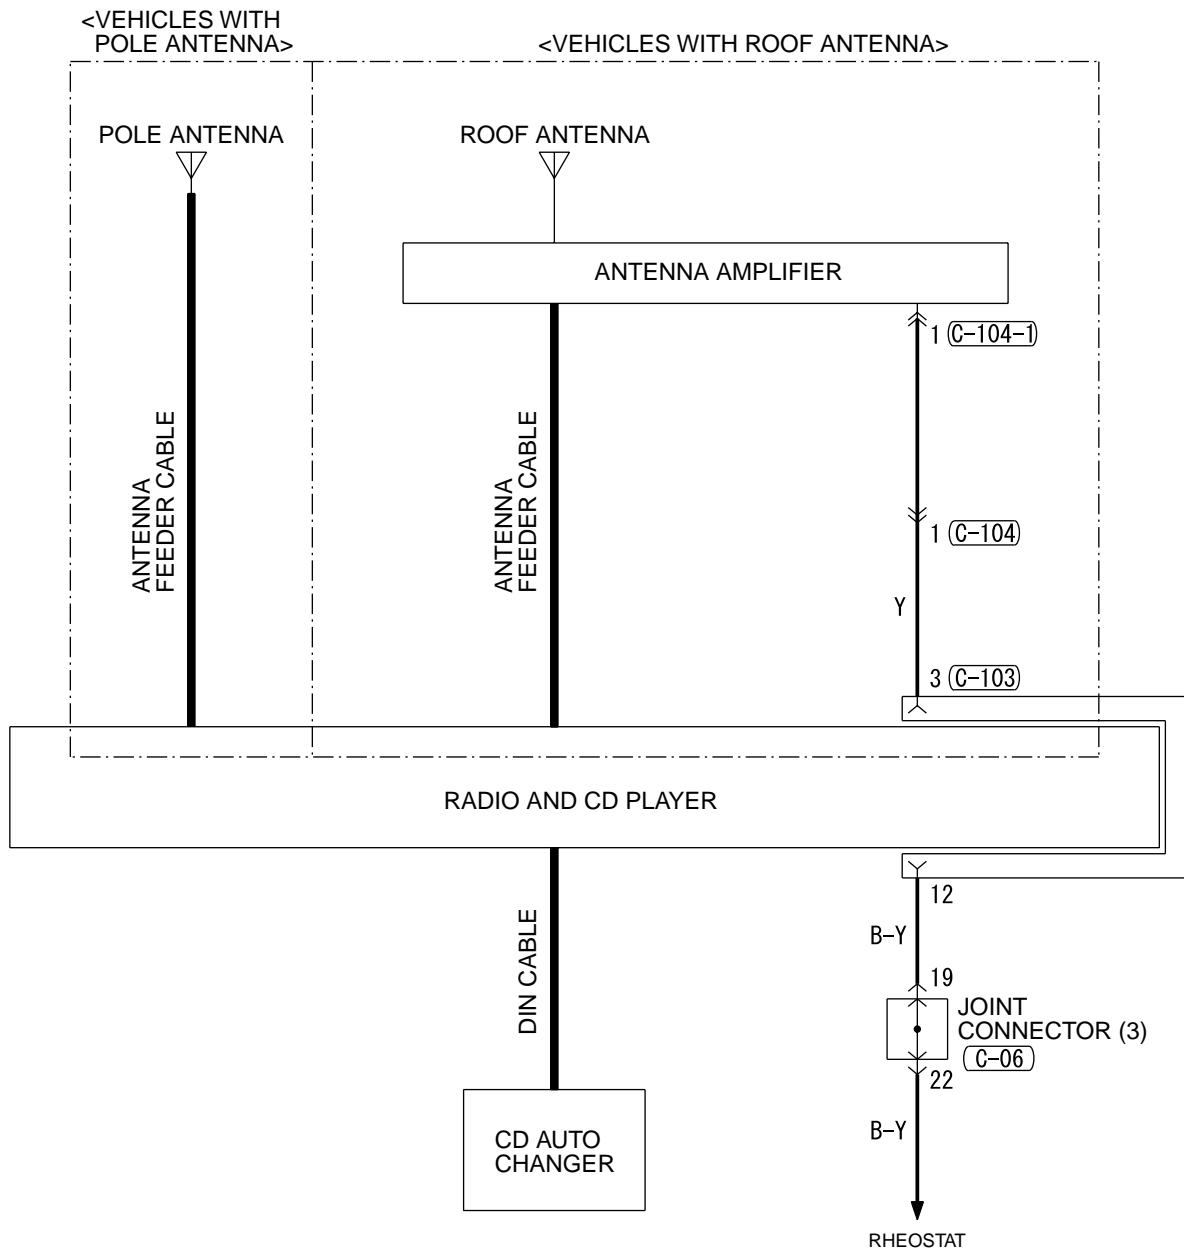 <VEHICLES WITH
POLE ANTENNA>
<VEHICLES WITH ROOF ANTENNA>
POLE ANTENNA
ROOF ANTENNA
ANTENNA AMPLIFIER
1 C-104-1
ANTENNA
FEEDER CABLE
ANTENNA
FEEDER CABLE
1 C-104
Y
3 C-103
RADIO AND CD PLAYER
12
DIN CABLE
B-Y
19
JOINT
CONNECTOR (3)
C-06
22
B-Y
CD AUTO
CHANGER
RHEOSTAT